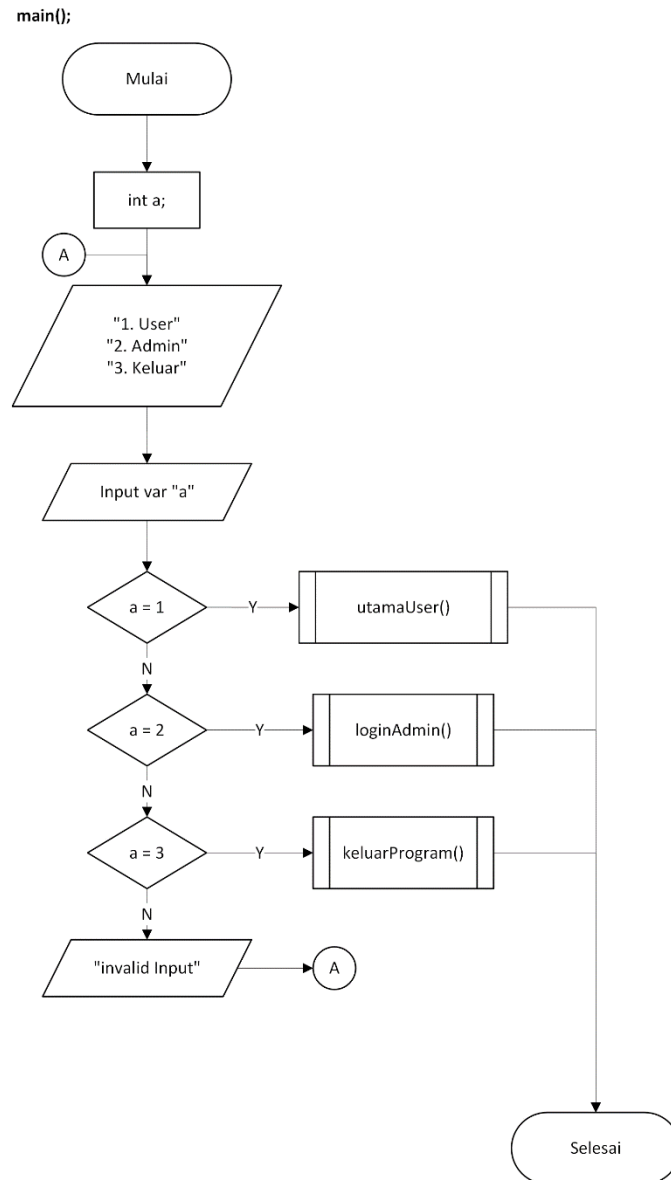 main();
Mulai
int a;
A
"1. User"
"2. Admin"
"3. Keluar"
Input var "a"
a = 1
Y
utamaUser()
N
a = 2
Y
loginAdmin()
N
a = 3
Y
keluarProgram()
N
"invalid Input"
A
Selesai